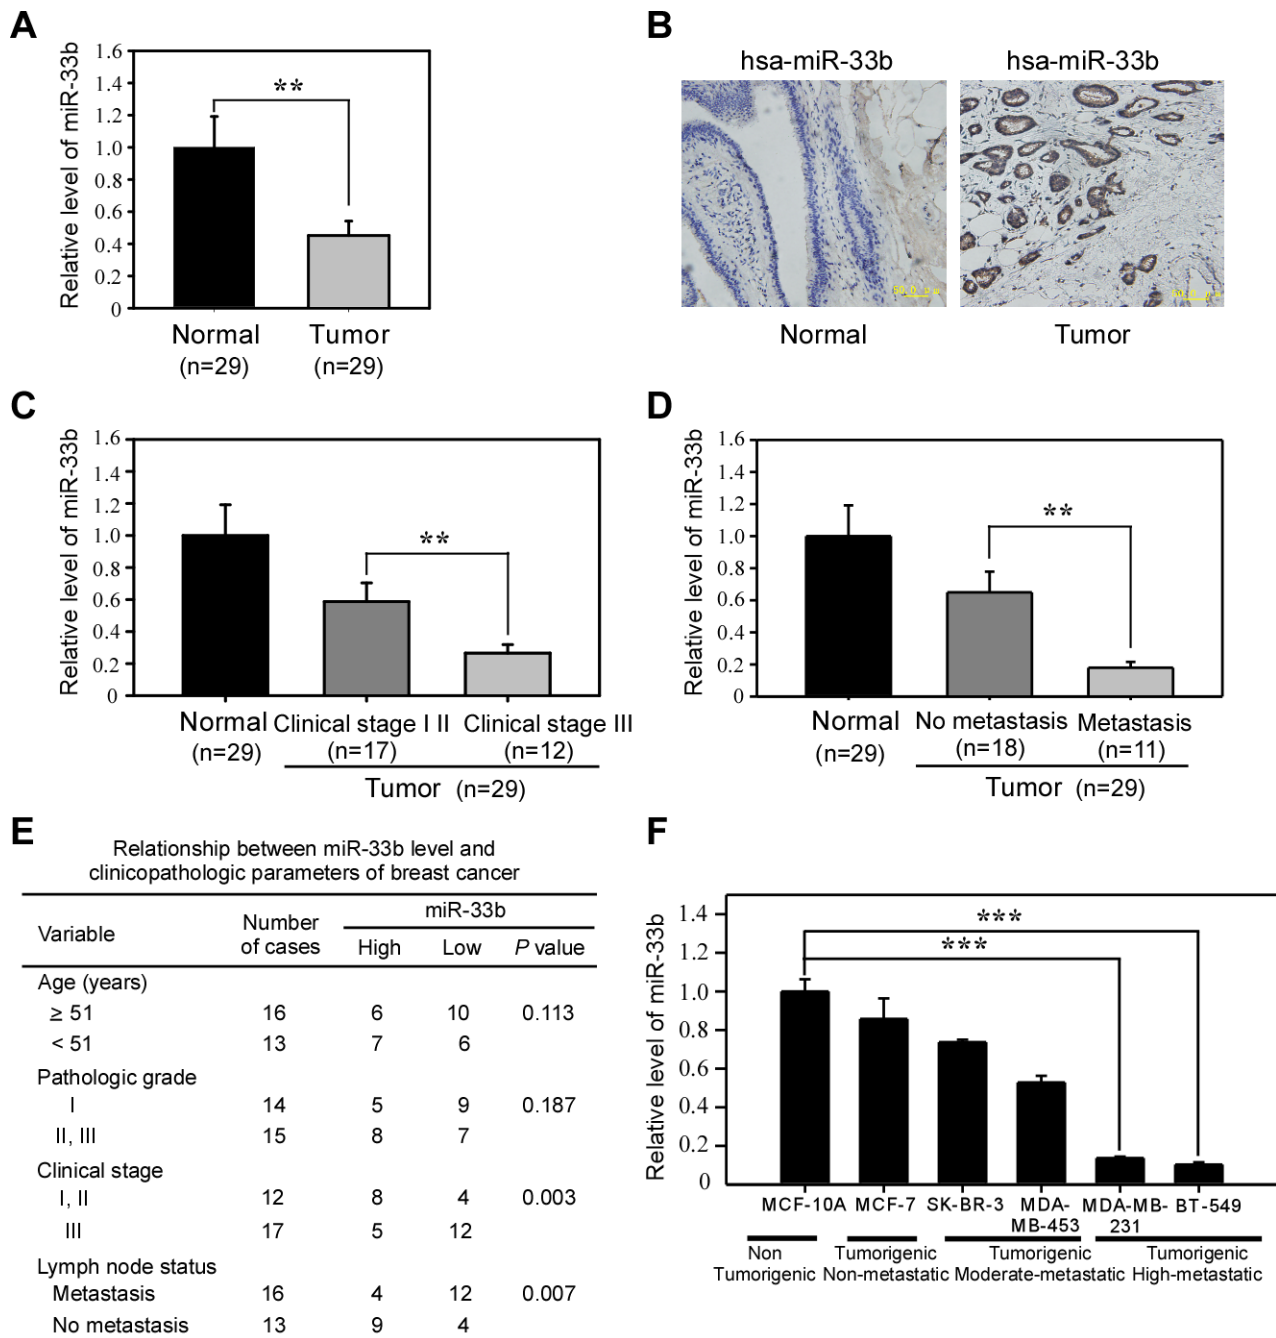 A
Relative level of miR-33b
1.6
1.4
1.2
1.0
0.8
0.6
0.4
0.2
0
**
Normal
(n=29)
Tumor
(n=29)
B
hsa-miR-33b
hsa-miR-33b
50.0 µm
50.0 µm
Normal
Tumor
C
Relative level of miR-33b
1.6
1.4
1.2
1.0
0.8
0.6
0.4
0.2
0
**
Normal
(n=29)
Clinical stage I II
(n=17)
Clinical stage III
(n=12)
Tumor (n=29)
D
Relative level of miR-33b
1.6
1.4
1.2
1.0
0.8
0.6
0.4
0.2
0
**
Normal
(n=29)
No metastasis
(n=18)
Metastasis
(n=11)
Tumor (n=29)
E
Relationship between miR-33b level and
clinicopathologic parameters of breast cancer
Variable Number of cases miR-33b
High Low P value
Age (years)
≥ 51 16 6 10 0.113
< 51 13 7 6
Pathologic grade
I 14 5 9 0.187
II, III 15 8 7
Clinical stage
I, II 12 8 4 0.003
III 17 5 12
Lymph node status
Metastasis 16 4 12 0.007
No metastasis 13 9 4
F
Relative level of miR-33b
1.4
1.2
1.0
0.8
0.6
0.4
0.2
0
***
***
MCF-10A
MCF-7
SK-BR-3
MDA-
MB-453
MDA-MB-
231
BT-549
Non
Tumorigenic
Tumorigenic
Non-metastatic
Tumorigenic
Moderate-metastatic
Tumorigenic
High-metastatic